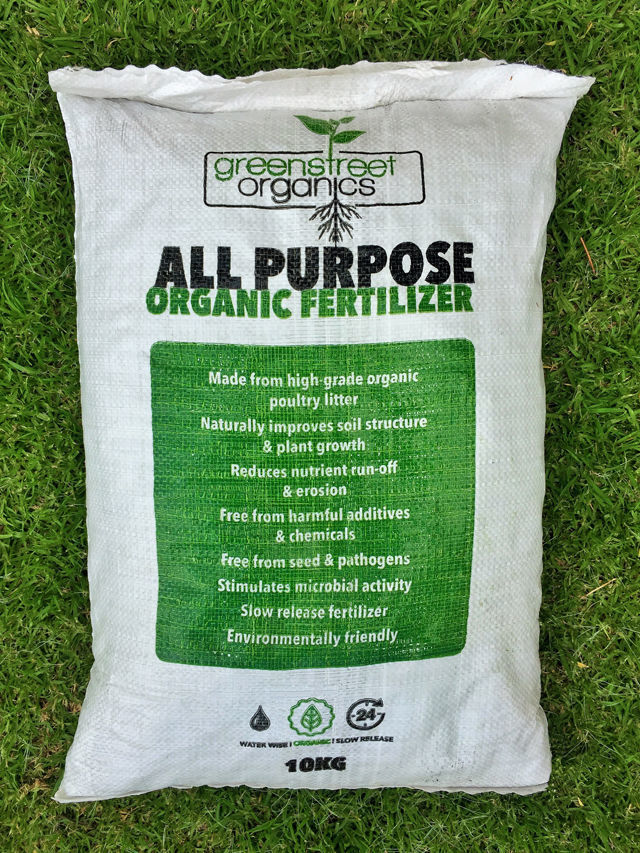 greenstreet
organics
ALL PURPOSE
ORGANIC FERTILIZER
Made from high-grade organic
poultry litter
Naturally improves soil structure
& plant growth
Reduces nutrient run-off
& erosion
Free from harmful additives
& chemicals
Free from seed & pathogens
Stimulates microbial activity
Slow release fertilizer
Environmentally friendly
24
WATER WISE | ORGANIC | SLOW RELEASE
10KG